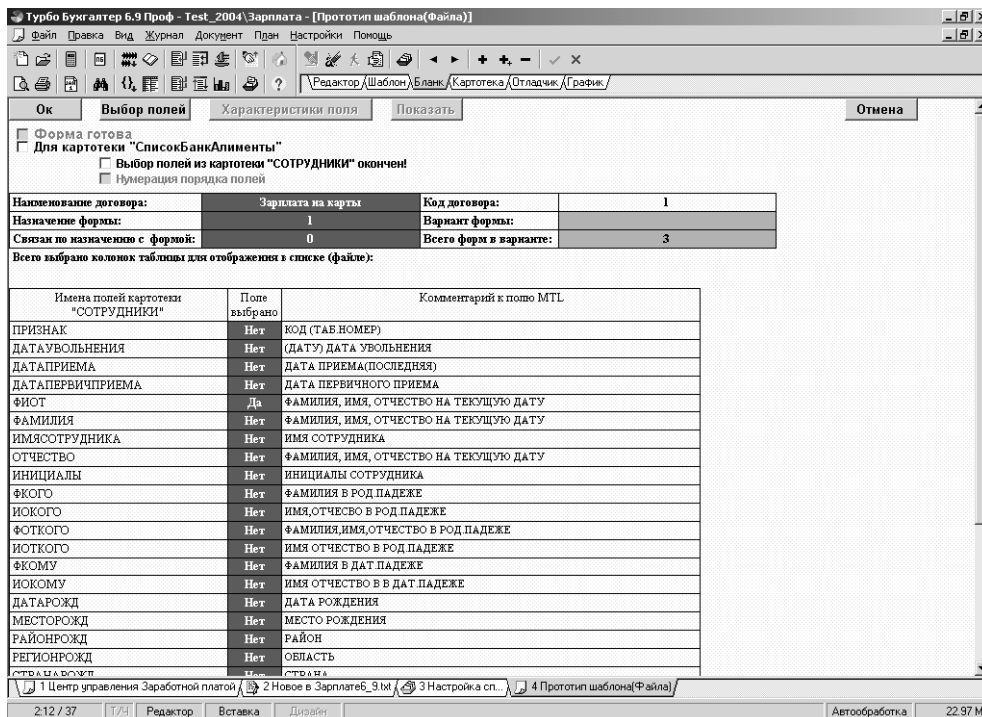 Турбо Бухгалтер 6.9 Проф - Test_2004\Зарплата - [Прототип шаблона(Файла)]
Файл Правка Вид Журнал Документ План Настройки Помощь
Редактор Шаблон Бланк Картотека Отладчик График
Ок Выбор полей Характеристики поля Показать Отмена
Форма готова
Для картотеки "СписокБанкАлименты"
Выбор полей из картотеки "СОТРУДНИКИ" окончен!
Нумерация порядка полей
Наименование договора: Зарплата на карты Код договора: 1
Назначение формы: 1 Вариант формы:
Связан по назначению с формой: 0 Всего форм в варианте: 3
Всего выбрано колонок таблицы для отображения в списке (файле):
Имена полей картотеки "СОТРУДНИКИ" Поле выбрано Комментарий к полю MTL
ПРИЗНАК Нет КОД (ТАБ.НОМЕР)
ДАТАУВОЛЬНЕНИЯ Нет (ДАТУ) ДАТА УВОЛЬНЕНИЯ
ДАТАПРИЕМА Нет ДАТА ПРИЕМА(ПОСЛЕДНЯЯ)
ДАТАПЕРВИЧПРИЕМА Нет ДАТА ПЕРВИЧНОГО ПРИЕМА
ФИОТ Да ФАМИЛИЯ, ИМЯ, ОТЧЕСТВО НА ТЕКУЩУЮ ДАТУ
ФАМИЛИЯ Нет ФАМИЛИЯ, ИМЯ, ОТЧЕСТВО НА ТЕКУЩУЮ ДАТУ
ИМЯСОТРУДНИКА Нет ИМЯ СОТРУДНИКА
ОТЧЕСТВО Нет ФАМИЛИЯ, ИМЯ, ОТЧЕСТВО НА ТЕКУЩУЮ ДАТУ
ИНИЦИАЛЫ Нет ИНИЦИАЛЫ СОТРУДНИКА
ФКОГО Нет ФАМИЛИЯ В РОД.ПАДЕЖЕ
ИОКОГО Нет ИМЯ,ОТЧЕСВО В РОД.ПАДЕЖЕ
ФОТКОГО Нет ФАМИЛИЯ,ИМЯ,ОТЧЕСТВО В РОД.ПАДЕЖЕ
ИОТКОГО Нет ИМЯ ОТЧЕСТВО В РОД.ПАДЕЖЕ
ФКОМУ Нет ФАМИЛИЯ В ДАТ.ПАДЕЖЕ
ИОКОМУ Нет ИМЯ ОТЧЕСТВО В В ДАТ.ПАДЕЖЕ
ДАТАРОЖД Нет ДАТА РОЖДЕНИЯ
МЕСТОРОЖД Нет МЕСТО РОЖДЕНИЯ
РАЙОНРОЖД Нет РАЙОН
РЕГИОНРОЖД Нет ОБЛАСТЬ
СТРАНАРОЖД Нет СТРАНА
1 Центр управления Заработной платой 2 Новое в Зарплате6_9.txt 3 Настройка сп... 4 Прототип шаблона(Файла)
2:12 / 37 Т/Ч Редактор Вставка Дизайн Автообработка 22.97 М